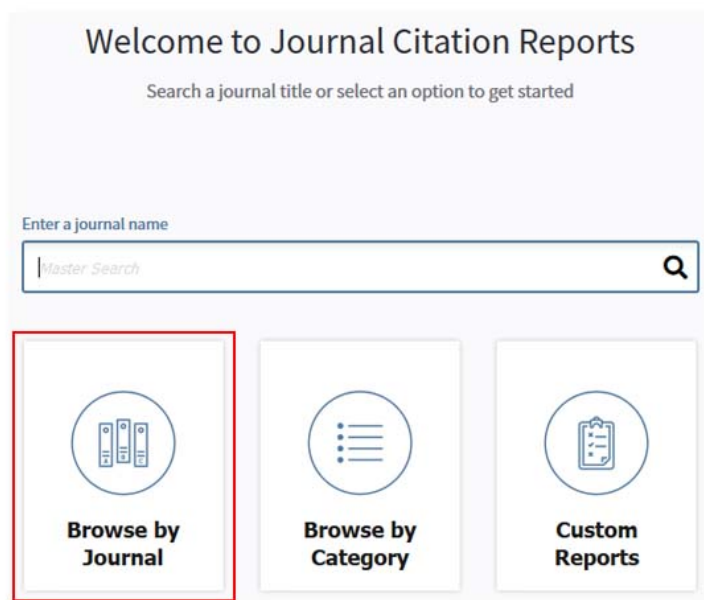 Welcome to Journal Citation Reports
Search a journal title or select an option to get started
Enter a journal name
Master Search
A B C
Browse by
Journal
Browse by
Category
Custom
Reports